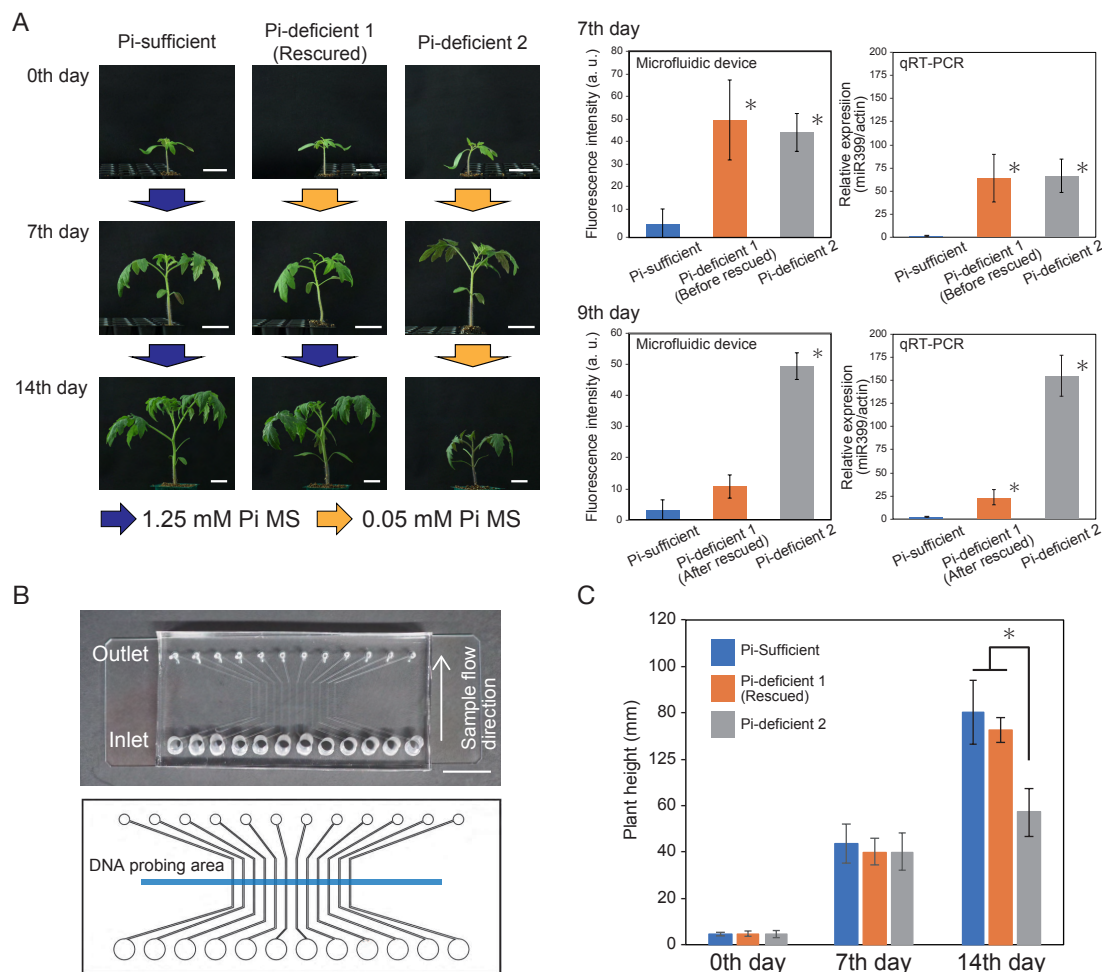 A
Pi-sufficient
Pi-deficient 1
(Rescured)
Pi-deficient 2
0th day
7th day
14th day
1.25 mM Pi MS
0.05 mM Pi MS
7th day
Microfluidic device
Fluorescence intensity (a. u.)
80
70
60
50
40
30
20
10
0
Pi-sufficient
Pi-deficient 1
(Before rescued)
Pi-deficient 2
*
*
qRT-PCR
Relative expresiion
(miR399/actin)
200
175
150
125
100
75
50
25
0
Pi-sufficient
Pi-deficient 1
(Before rescued)
Pi-deficient 2
*
*
9th day
Microfluidic device
Fluorescence intensity (a. u.)
60
50
40
30
20
10
0
Pi-sufficient
Pi-deficient 1
(After rescued)
Pi-deficient 2
*
qRT-PCR
Relative expresiion
(miR399/actin)
200
175
150
125
100
75
50
25
0
Pi-sufficient
Pi-deficient 1
(After rescued)
Pi-deficient 2
*
*
B
Outlet
Inlet
Sample flow
direction
DNA probing area
C
Plant height (mm)
120
100
80
125
60
40
20
0
Pi-Sufficient
Pi-deficient 1
(Rescued)
Pi-deficient 2
*
0th day
7th day
14th day